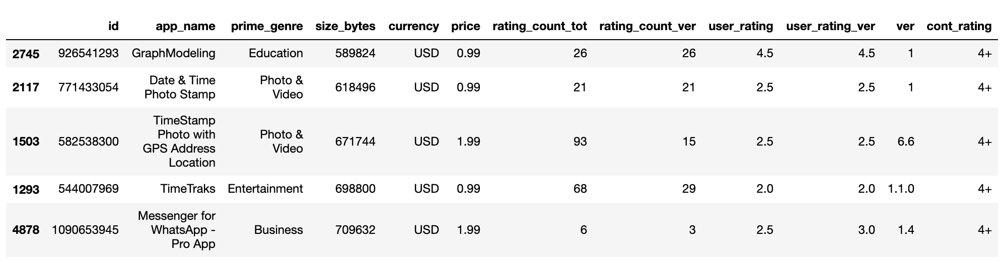 id app_name prime_genre size_bytes currency price rating_count_tot rating_count_ver user_rating user_rating_ver ver cont_rating
2745 926541293 GraphModeling Education 589824 USD 0.99 26 26 4.5 4.5 1 4+
Date & Time Photo &
2117 771433054 618496 USD 0.99 21 21 2.5 2.5 1 4+
Photo Stamp Video
TimeStamp
Photo with Photo &
1503 582538300 671744 USD 1.99 93 15 2.5 2.5 6.6 4+
GPS Address Video
Location
1293 544007969 TimeTraks Entertainment 698800 USD 0.99 68 29 2.0 2.0 1.1.0 4+
Messenger for
4878 1090653945 WhatsApp - Business 709632 USD 1.99 6 3 2.5 3.0 1.4 4+
Pro App